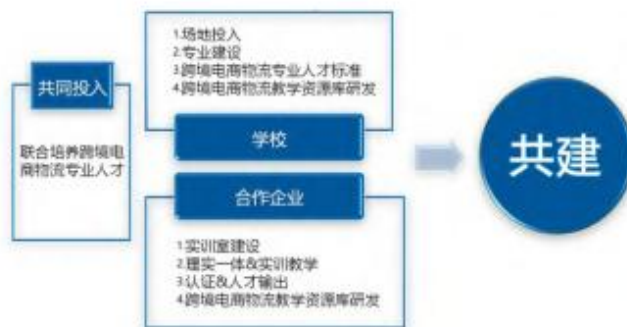 共同投入
联合培养跨境电
商物流专业人才
1.场地投入
2.专业建设
3.跨境电商物流专业人才标准
4.跨境电商物流教学资源库研发
学校
合作企业
1.实训室建设
2.理实一体&实训教学
3.认证&人才输出
4.跨境电商物流教学资源库研发
共建